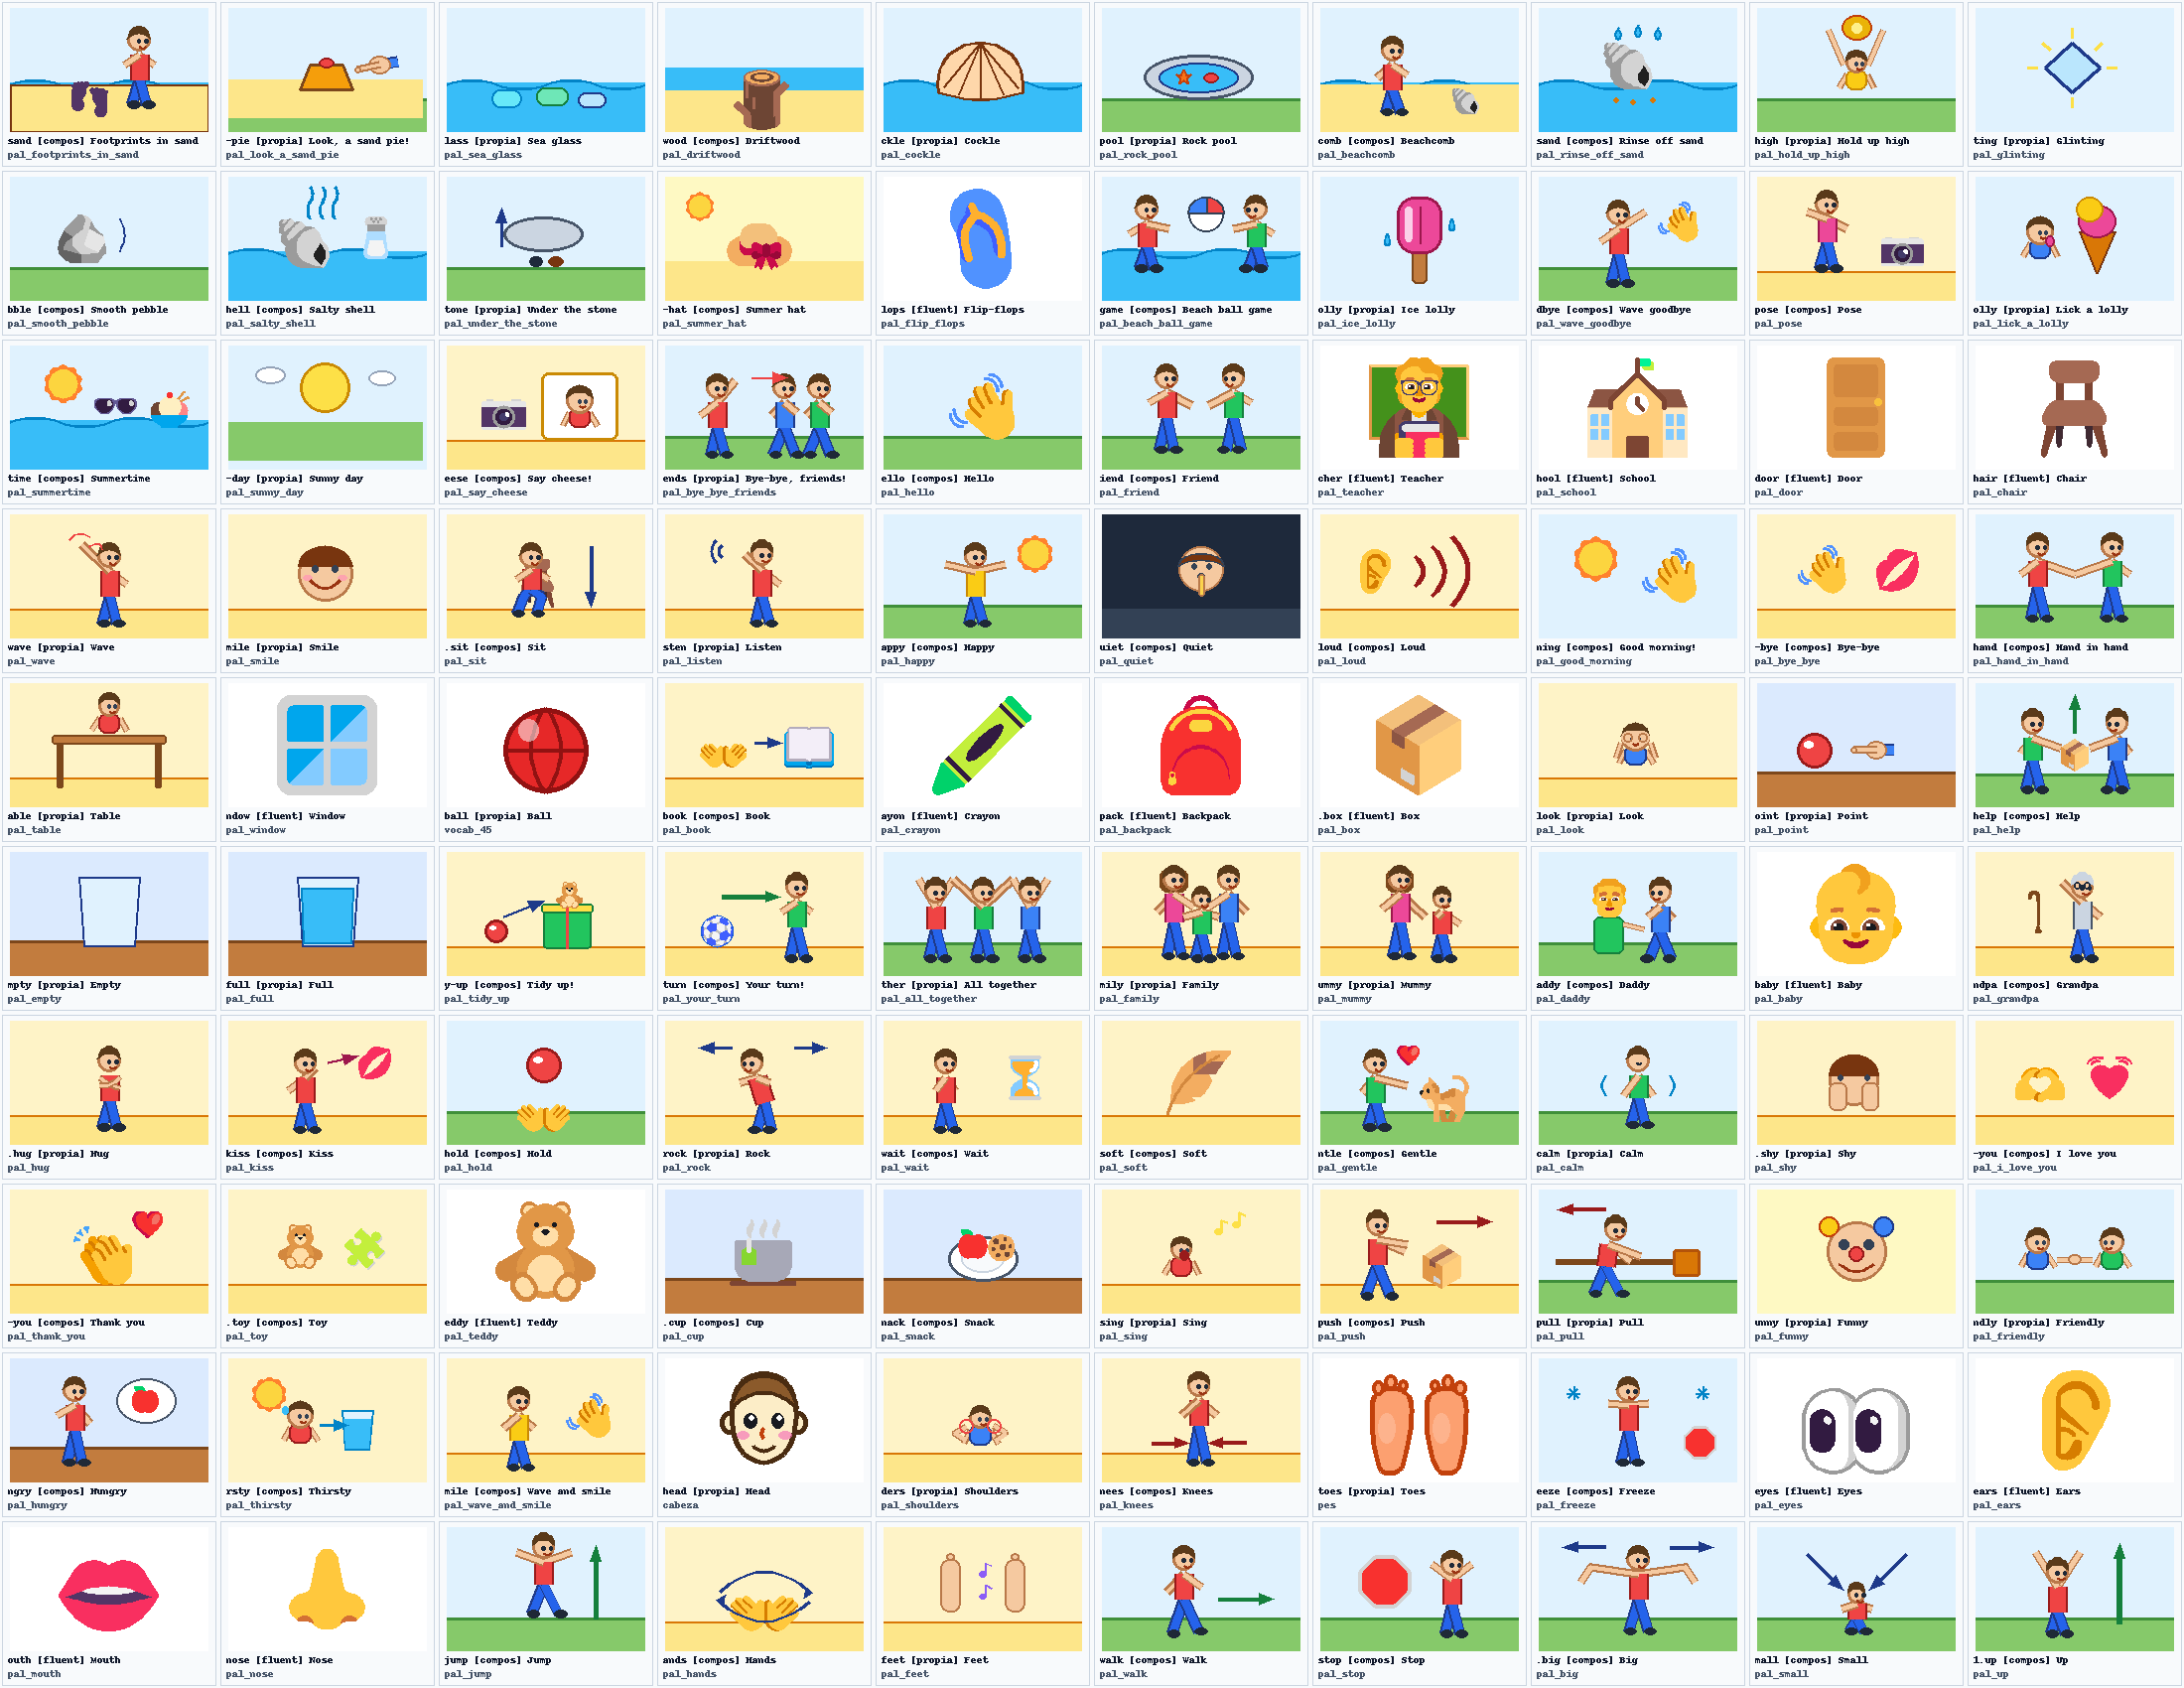 sand [compos] Footprints in sand
pal_footprints_in_sand
-pie [propia] Look, a sand pie!
pal_look_a_sand_pie
lass [propia] Sea glass
pal_sea_glass
wood [compos] Driftwood
pal_driftwood
ckle [propia] Cockle
pal_cockle
pool [propia] Rock pool
pal_rock_pool
comb [compos] Beachcomb
pal_beachcomb
sand [compos] Rinse off sand
pal_rinse_off_sand
high [propia] Hold up high
pal_hold_up_high
ting [propia] Glinting
pal_glinting
bble [compos] Smooth pebble
pal_smooth_pebble
hell [compos] Salty shell
pal_salty_shell
tone [propia] Under the stone
pal_under_the_stone
-hat [compos] Summer hat
pal_summer_hat
lops [fluent] Flip-flops
pal_flip_flops
game [compos] Beach ball game
pal_beach_ball_game
olly [propia] Ice lolly
pal_ice_lolly
dbye [compos] Wave goodbye
pal_wave_goodbye
pose [compos] Pose
pal_pose
olly [propia] Lick a lolly
pal_lick_a_lolly
time [compos] Summertime
pal_summertime
-day [propia] Sunny day
pal_sunny_day
eese [compos] Say cheese!
pal_say_cheese
ends [propia] Bye-bye, friends!
pal_bye_bye_friends
ello [compos] Hello
pal_hello
iend [compos] Friend
pal_friend
cher [fluent] Teacher
pal_teacher
hool [fluent] School
pal_school
door [fluent] Door
pal_door
hair [fluent] Chair
pal_chair
wave [propia] Wave
pal_wave
mile [propia] Smile
pal_smile
.sit [compos] Sit
pal_sit
sten [propia] Listen
pal_listen
appy [compos] Happy
pal_happy
uiet [compos] Quiet
pal_quiet
loud [compos] Loud
pal_loud
ning [compos] Good morning!
pal_good_morning
-bye [compos] Bye-bye
pal_bye_bye
hand [compos] Hand in hand
pal_hand_in_hand
able [propia] Table
pal_table
ndow [fluent] Window
pal_window
ball [propia] Ball
vocab_45
book [compos] Book
pal_book
ayon [fluent] Crayon
pal_crayon
pack [fluent] Backpack
pal_backpack
.box [fluent] Box
pal_box
look [propia] Look
pal_look
oint [propia] Point
pal_point
help [compos] Help
pal_help
mpty [propia] Empty
pal_empty
full [propia] Full
pal_full
y-up [compos] Tidy up!
pal_tidy_up
turn [compos] Your turn!
pal_your_turn
ther [propia] All together
pal_all_together
mily [propia] Family
pal_family
ummy [propia] Mummy
pal_mummy
addy [compos] Daddy
pal_daddy
baby [fluent] Baby
pal_baby
ndpa [compos] Grandpa
pal_grandpa
.hug [propia] Hug
pal_hug
kiss [compos] Kiss
pal_kiss
hold [compos] Hold
pal_hold
rock [propia] Rock
pal_rock
wait [compos] Wait
pal_wait
soft [compos] Soft
pal_soft
ntle [compos] Gentle
pal_gentle
calm [propia] Calm
pal_calm
.shy [propia] Shy
pal_shy
-you [compos] I love you
pal_i_love_you
-you [compos] Thank you
pal_thank_you
.toy [compos] Toy
pal_toy
eddy [fluent] Teddy
pal_teddy
.cup [compos] Cup
pal_cup
nack [compos] Snack
pal_snack
sing [propia] Sing
pal_sing
push [compos] Push
pal_push
pull [propia] Pull
pal_pull
unny [propia] Funny
pal_funny
ndly [propia] Friendly
pal_friendly
ngry [compos] Hungry
pal_hungry
rsty [compos] Thirsty
pal_thirsty
mile [compos] Wave and smile
pal_wave_and_smile
head [propia] Head
cabeza
ders [propia] Shoulders
pal_shoulders
nees [compos] Knees
pal_knees
toes [propia] Toes
pes
eeze [compos] Freeze
pal_freeze
eyes [fluent] Eyes
pal_eyes
ears [fluent] Ears
pal_ears
outh [fluent] Mouth
pal_mouth
nose [fluent] Nose
pal_nose
jump [compos] Jump
pal_jump
ands [compos] Hands
pal_hands
feet [propia] Feet
pal_feet
walk [compos] Walk
pal_walk
stop [compos] Stop
pal_stop
.big [compos] Big
pal_big
mall [compos] Small
pal_small
1.up [compos] Up
pal_up